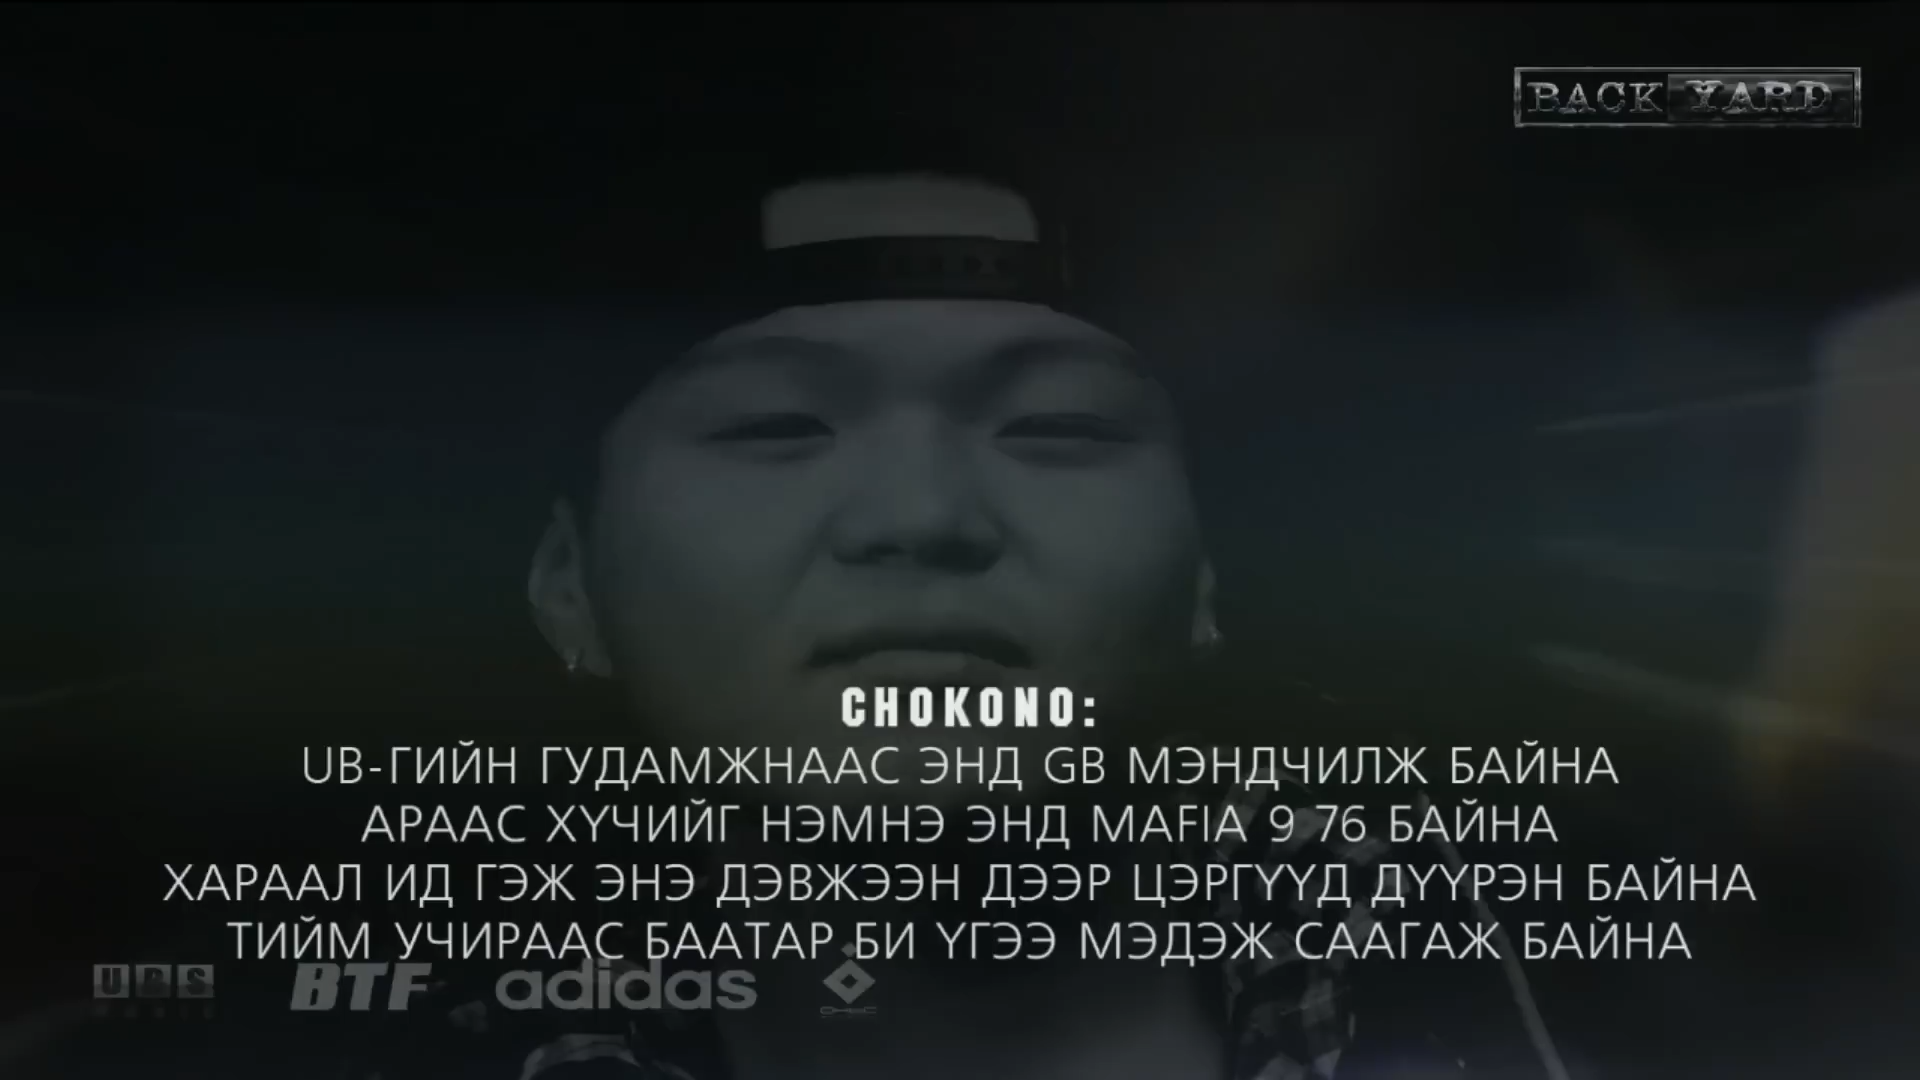 BACK YARD
CHOKONO:
UB-ГИЙН ГУДАМЖНААС ЭНД GB МЭНДЧИЛЖ БАЙНА
АРААС ХҮЧИЙГ НЭМНЭ ЭНД MAFIA 9 76 БАЙНА
ХАРААЛ ИД ГЭЖ ЭНЭ ДЭВЖЭЭН ДЭЭР ЦЭРГҮҮД ДҮҮРЭН БАЙНА
ТИЙМ УЧИРААС БААТАР БИ ҮГЭЭ МЭДЭЖ СААГАЖ БАЙНА
UBS BTF adidas